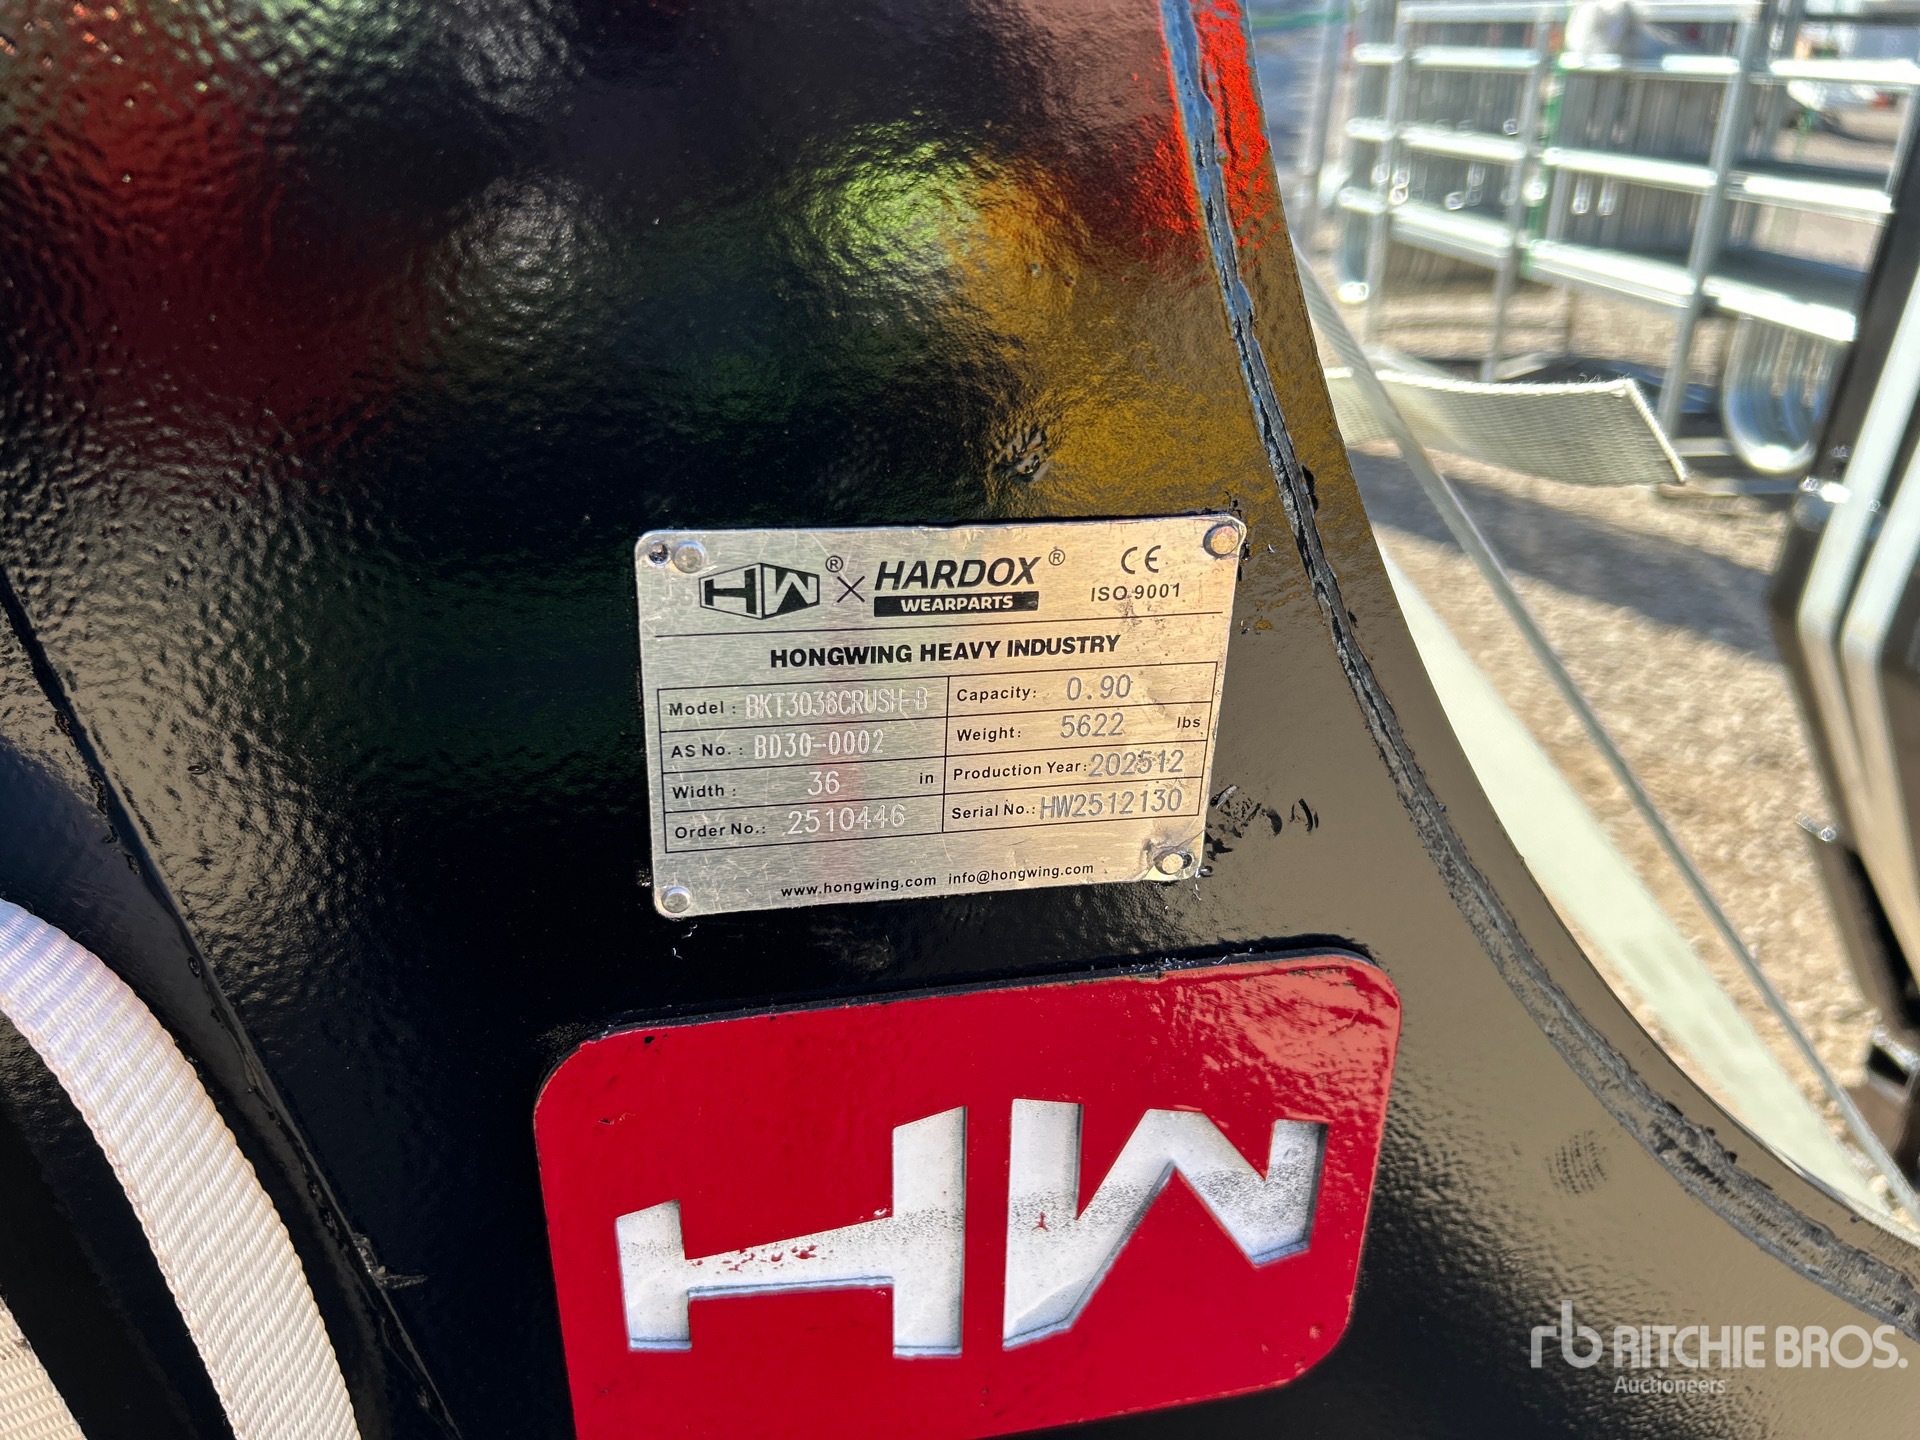 HW® × HARDOX® CE
WEARPARTS ISO 9001
HONGWING HEAVY INDUSTRY
Model: BKT3036CRUSH-B Capacity: 0.90
AS No.: BD30-0002 Weight: 5622 lbs
Width: 36 in Production Year: 202512
Order No.: 2510446 Serial No.: HW2512130
www.hongwing.com info@hongwing.com
HW
rb RITCHIE BROS.
Auctioneers